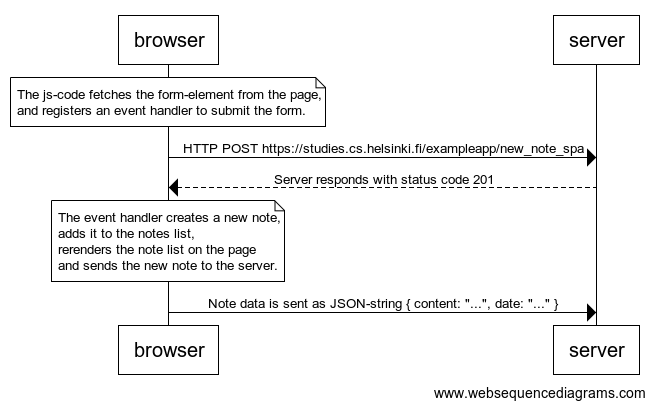 browser
server
The js-code fetches the form-element from the page,
and registers an event handler to submit the form.
HTTP POST https://studies.cs.helsinki.fi/exampleapp/new_note_spa
Server responds with status code 201
The event handler creates a new note,
adds it to the notes list,
rerenders the note list on the page
and sends the new note to the server.
Note data is sent as JSON-string { content: "...", date: "..." }
browser
server
www.websequencediagrams.com